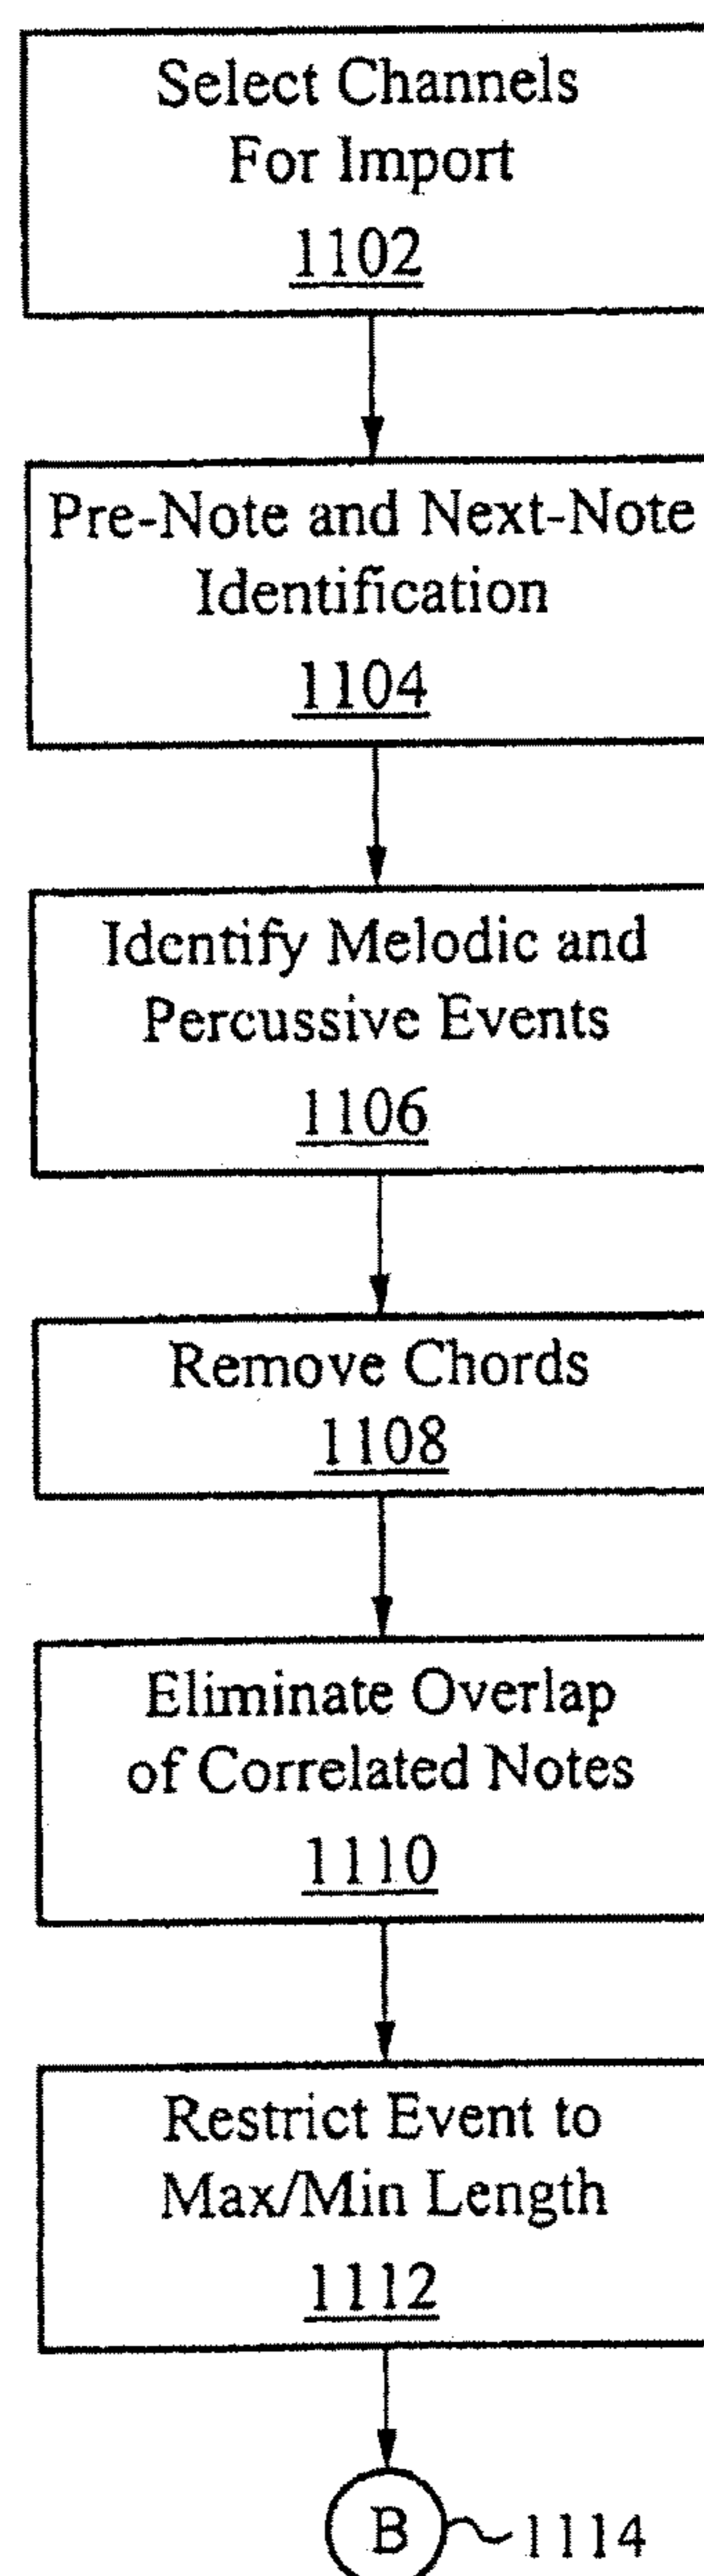 Select Channels
For Import
1102
Pre-Note and Next-Note
Identification
1104
Identify Melodic and
Percussive Events
1106
Remove Chords
1108
Eliminate Overlap
of Correlated Notes
1110
Restrict Event to
Max/Min Length
1112
B 1114